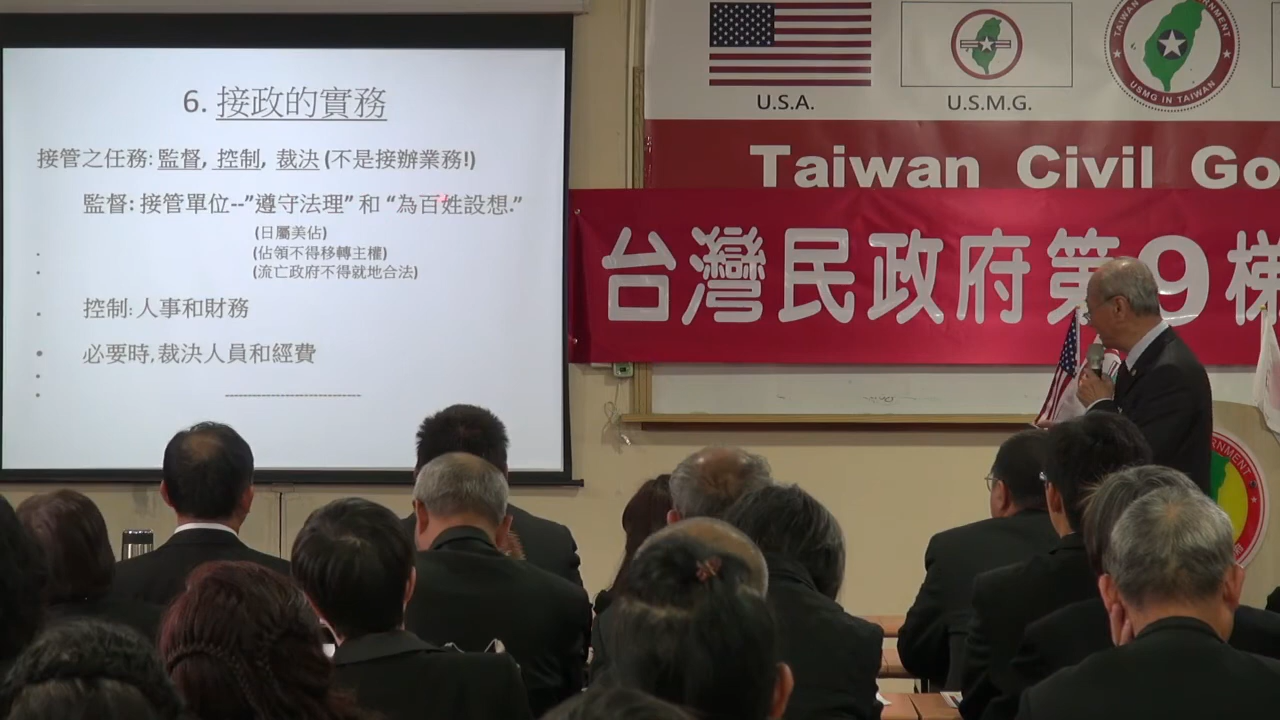 6. 接政的實務
接管之任務: 監督, 控制, 裁決 (不是接辦業務!)
監督: 接管單位--”遵守法理” 和 “為百姓設想.”
(日屬美佔)
(佔領不得移轉主權)
(流亡政府不得就地合法)
控制: 人事和財務
必要時, 裁決人員和經費
U.S.A.
U.S.M.G.
USMG IN TAIWAN
Taiwan Civil Go
台灣民政府第9梯